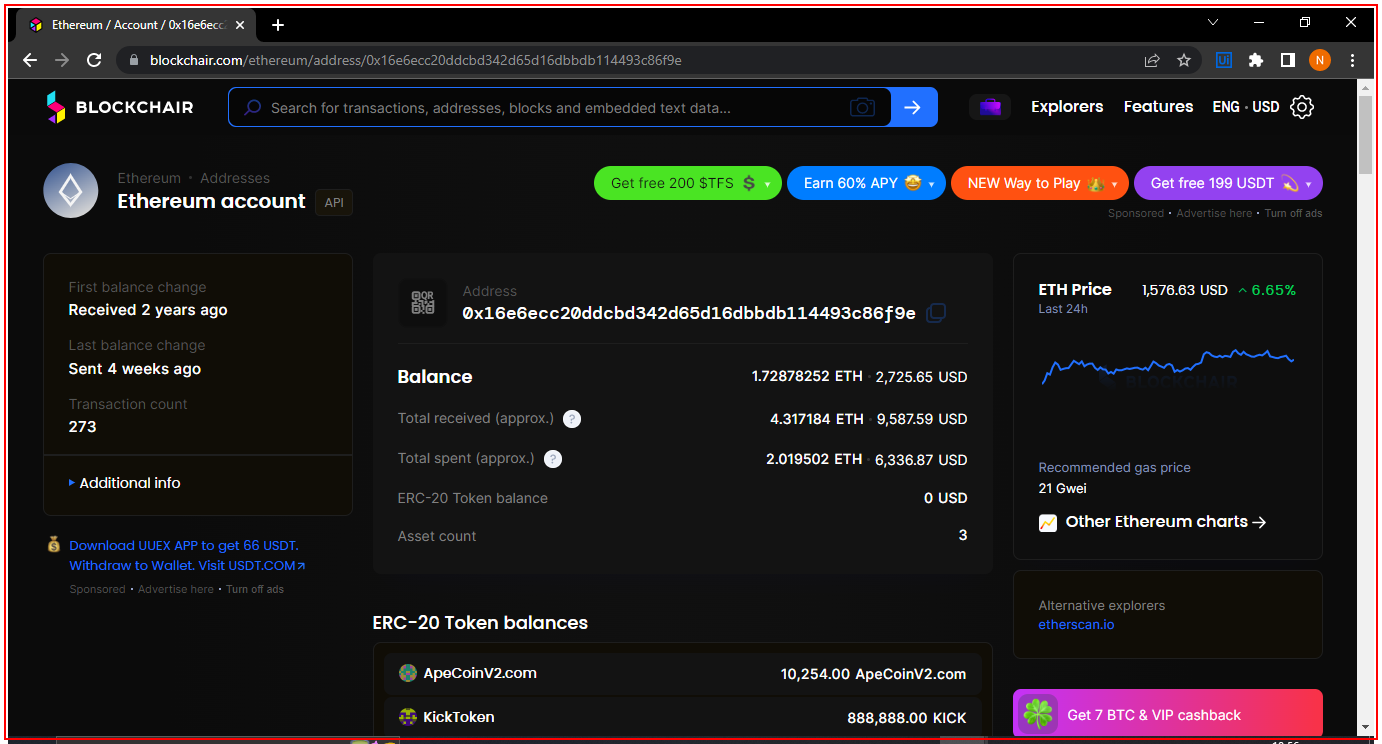 Ethereum / Account / 0x16e6ecc
blockchair.com/ethereum/address/0x16e6ecc20ddcbd342d65d16dbbdb114493c86f9e
Ui
N
BLOCKCHAIR
Search for transactions, addresses, blocks and embedded text data...
Explorers
Features
ENG · USD
Ethereum · Addresses
Ethereum account
API
Get free 200 $TFS
Earn 60% APY
NEW Way to Play
Get free 199 USDT
Sponsored · Advertise here · Turn off ads
First balance change
Received 2 years ago
Last balance change
Sent 4 weeks ago
Transaction count
273
Additional info
Download UUEX APP to get 66 USDT.
Withdraw to Wallet. Visit USDT.COM↗
Sponsored · Advertise here · Turn off ads
QR
Address
0x16e6ecc20ddcbd342d65d16dbbdb114493c86f9e
Balance
1.72878252 ETH · 2,725.65 USD
Total received (approx.) ?
4.317184 ETH · 9,587.59 USD
Total spent (approx.) ?
2.019502 ETH · 6,336.87 USD
ERC-20 Token balance
0 USD
Asset count
3
ERC-20 Token balances
ApeCoinV2.com
10,254.00 ApeCoinV2.com
KickToken
888,888.00 KICK
ETH Price
1,576.63 USD
6.65%
Last 24h
BLOCKCHAIR
Recommended gas price
21 Gwei
Other Ethereum charts →
Alternative explorers
etherscan.io
Get 7 BTC & VIP cashback